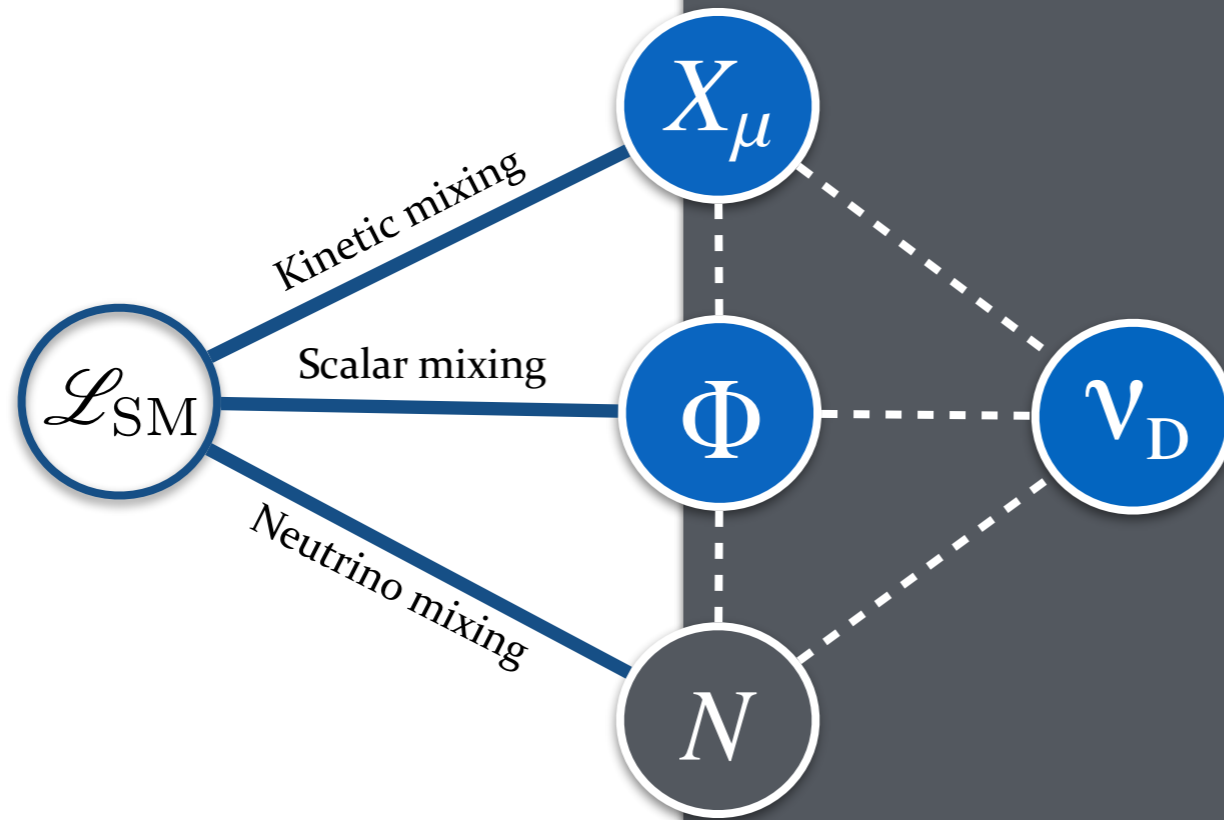 X_μ
Kinetic mixing
Scalar mixing
ℒ_SM
Φ
ν_D
Neutrino mixing
N